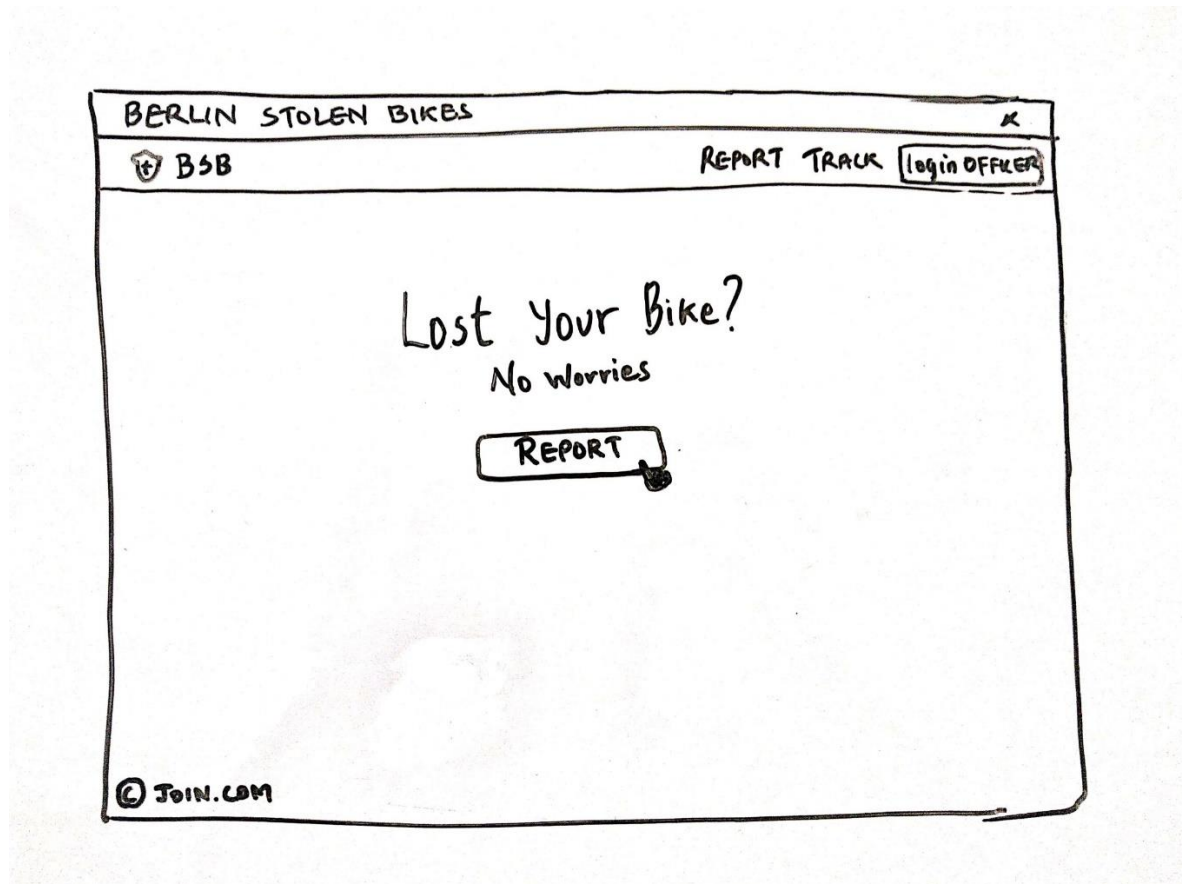 BERLIN STOLEN BIKES x
BSB REPORT TRACK login OFFICER
Lost Your Bike?
No Worries
REPORT
© JOIN.COM